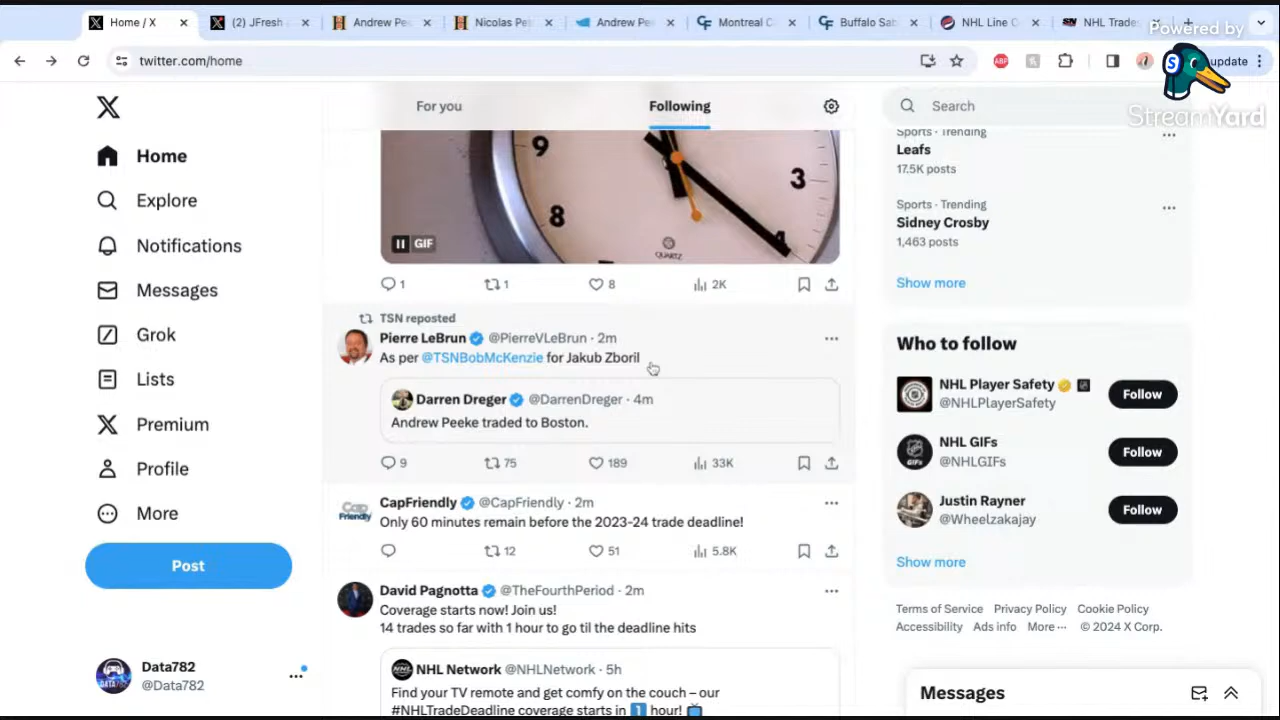 Home / X
(2) JFresh
Andrew Pe
Nicolas Pe
Andrew Pe
Montreal C
Buffalo Sab
NHL Line C
NHL Trades
Powered by
twitter.com/home
update
StreamYard
For you
Following
Search
Home
Explore
Notifications
Messages
Grok
Lists
Premium
Profile
More
Post
Data782
@Data782
9
3
8
4
QUARTZ
GIF
1
1
8
2K
TSN reposted
Pierre LeBrun @PierreVLeBrun · 2m
As per @TSNBobMcKenzie for Jakub Zboril
Darren Dreger @DarrenDreger · 4m
Andrew Peeke traded to Boston.
9
75
189
33K
CapFriendly @CapFriendly · 2m
Only 60 minutes remain before the 2023-24 trade deadline!
12
51
5.8K
David Pagnotta @TheFourthPeriod · 2m
Coverage starts now! Join us!
14 trades so far with 1 hour to go til the deadline hits
NHL Network @NHLNetwork · 5h
Find your TV remote and get comfy on the couch – our
#NHLTradeDeadline coverage starts in 1 hour!
Sports · Trending
Leafs
17.5K posts
Sports · Trending
Sidney Crosby
1,463 posts
Show more
Who to follow
NHL Player Safety
@NHLPlayerSafety
Follow
NHL GIFs
@NHLGIFs
Follow
Justin Rayner
@Wheelzakajay
Follow
Show more
Terms of Service Privacy Policy Cookie Policy
Accessibility Ads info More ··· © 2024 X Corp.
Messages